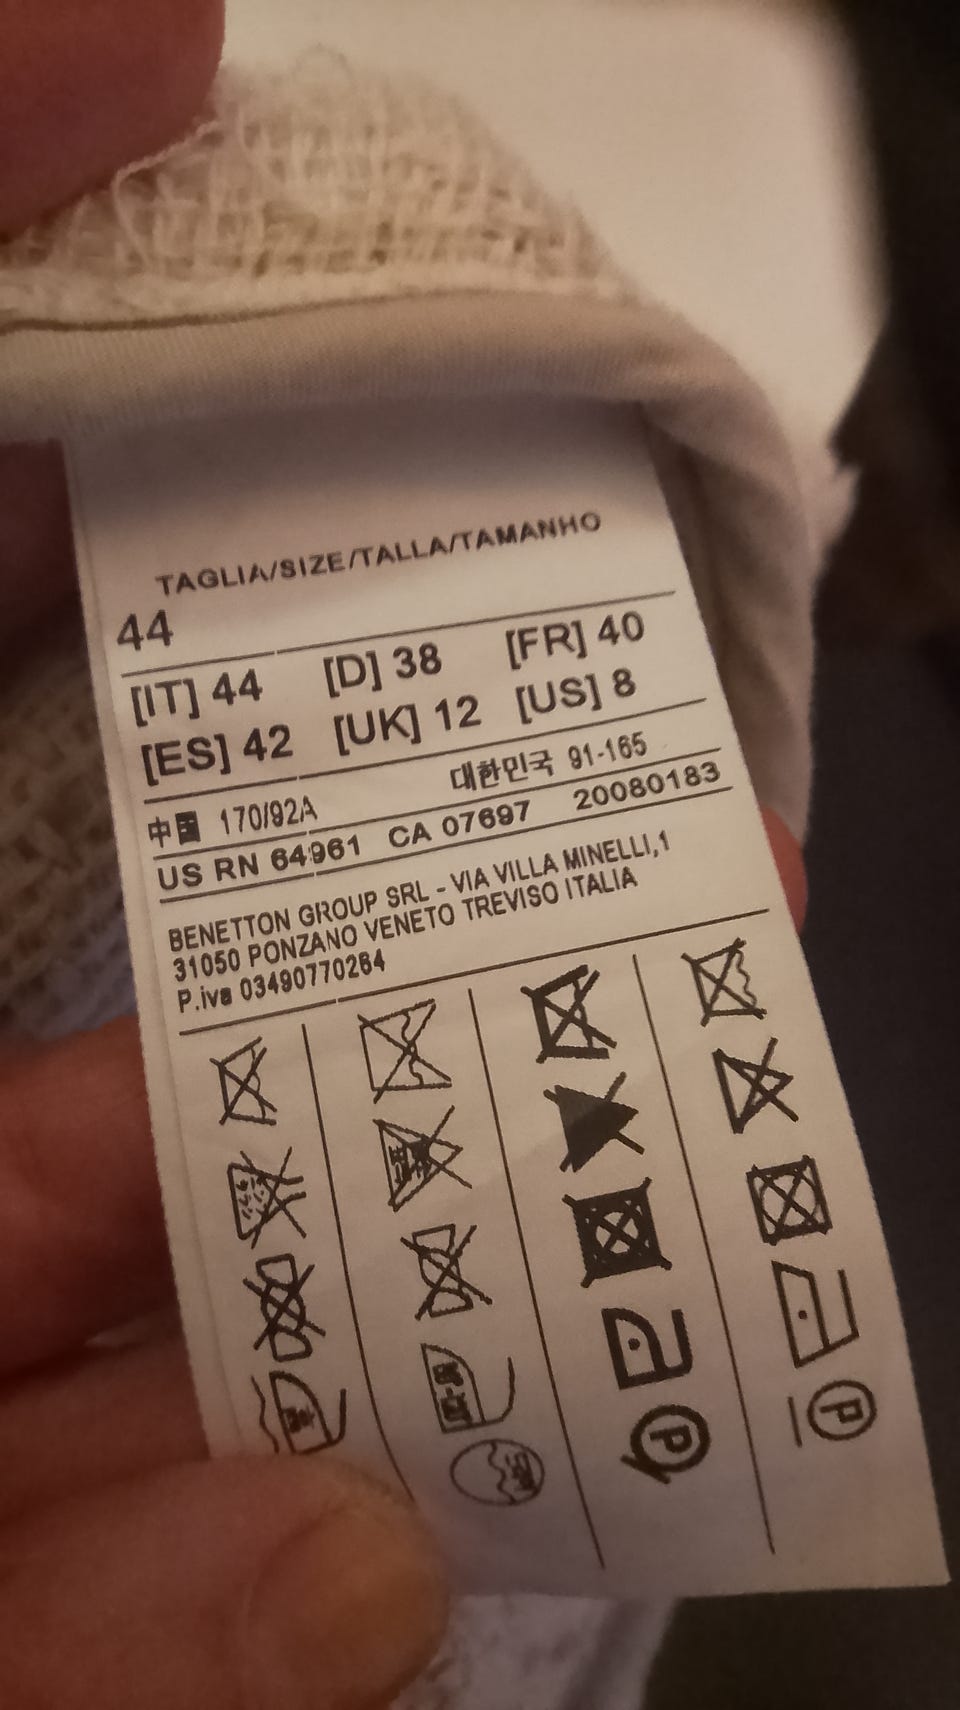 TAGLIA/SIZE/TALLA/TAMANHO
44
[IT] 44 [D] 38 [FR] 40
[ES] 42 [UK] 12 [US] 8
中国 170/92A 대한민국 91-165
US RN 64961 CA 07697 20080183
BENETTON GROUP SRL - VIA VILLA MINELLI,1
31050 PONZANO VENETO TREVISO ITALIA
P.iva 03490770264
P
P